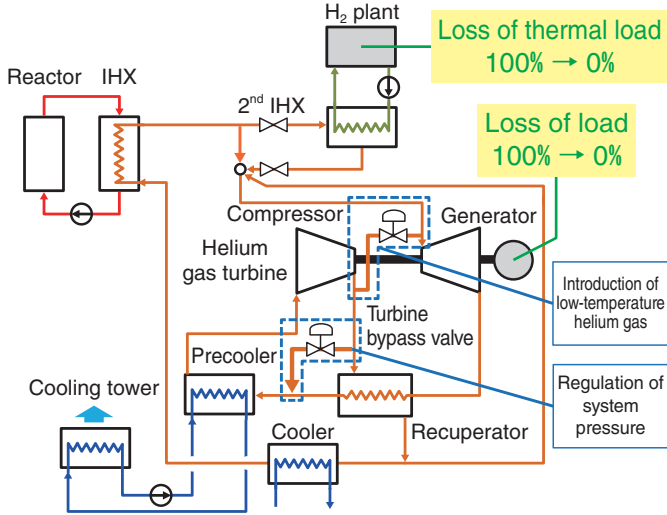 H2 plant
Loss of thermal load
100% → 0%
Reactor
IHX
2nd IHX
Loss of load
100% → 0%
Compressor
Generator
Helium
gas turbine
Introduction of
low-temperature
helium gas
Turbine
bypass valve
Precooler
Cooling tower
Regulation of
system
pressure
Cooler
Recuperator